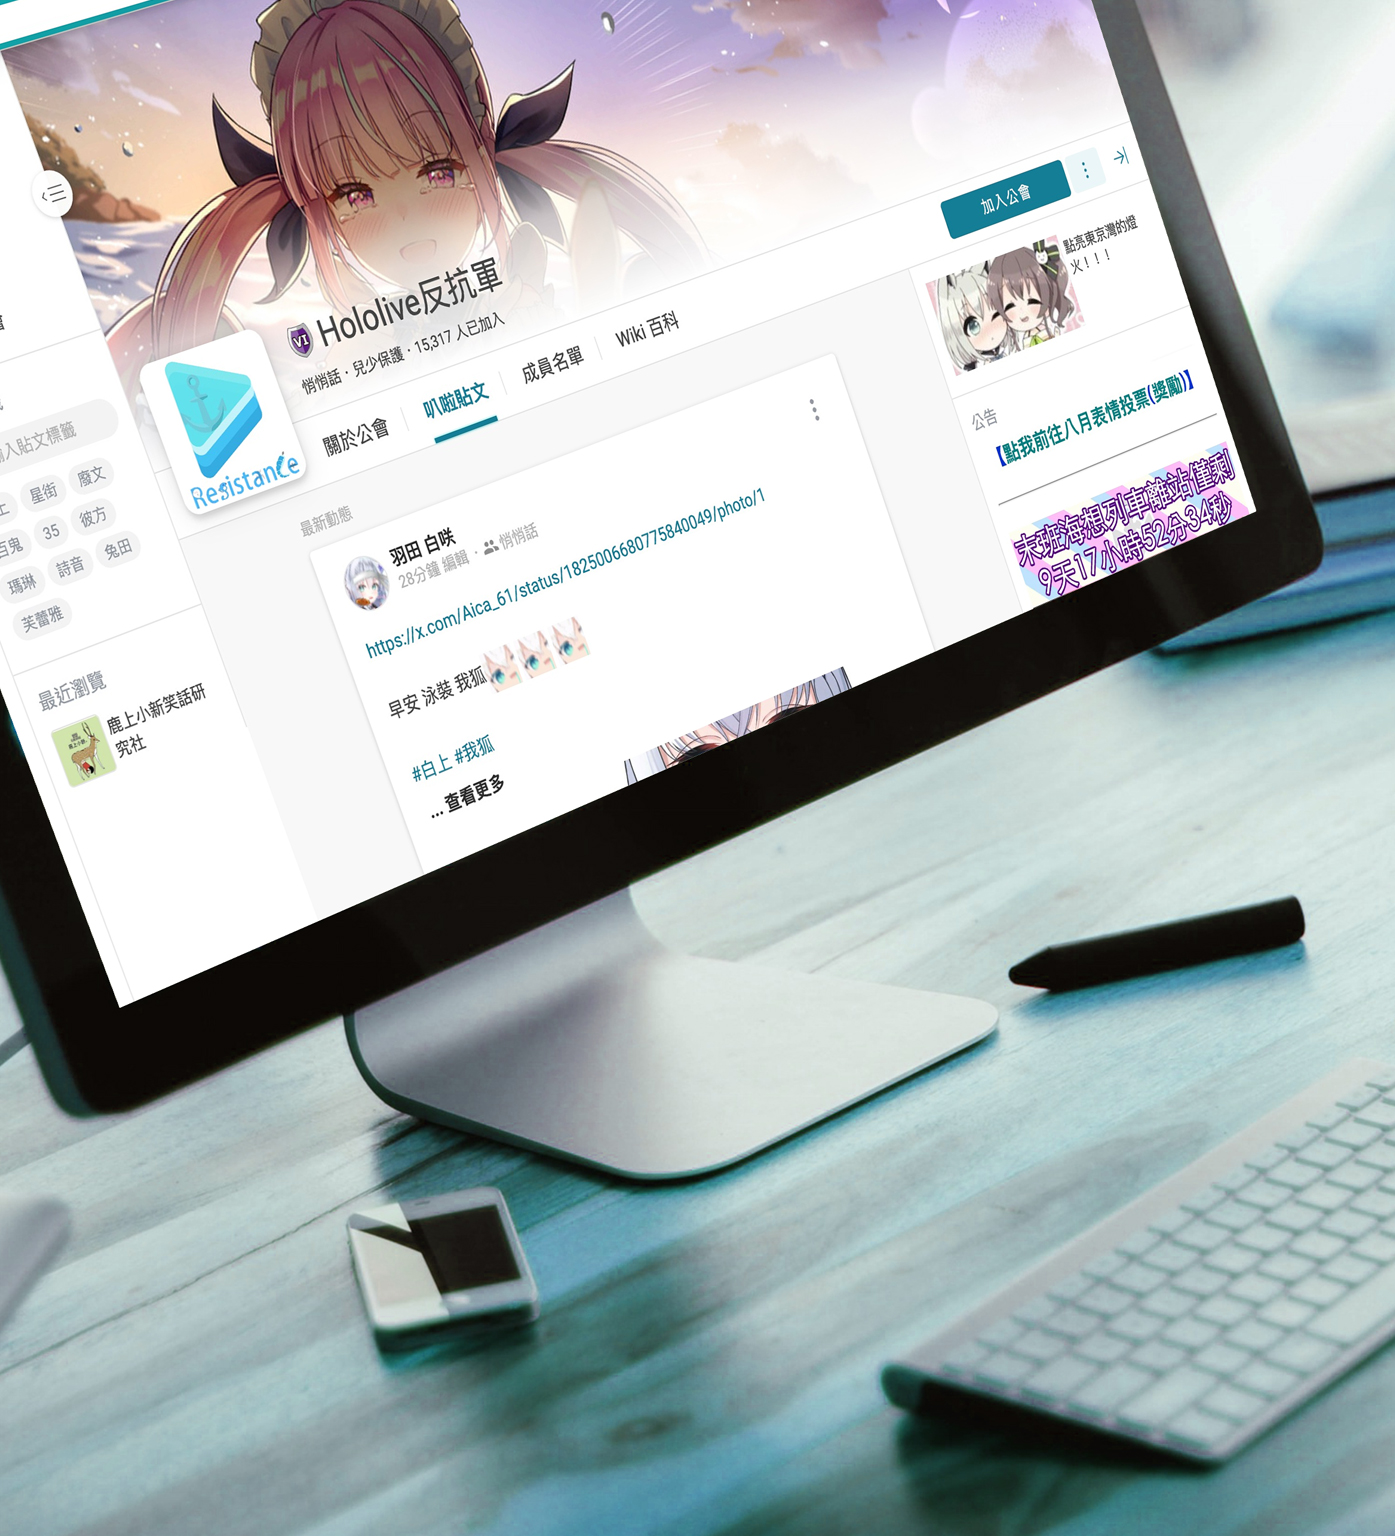 加入公會
Hololive反抗軍
VI
悄悄話 · 兒少保護 · 15,317 人已加入
Resistance
關於公會
叭啦貼文
成員名單
Wiki 百科
點亮東京灣的燈
火！！！
公告
【點我前往八月表情投票(獎勵)】
末班海想列車離站僅剩
9天17小時52分34秒
入貼文標籤
上
星街
廢文
百鬼
35
彼方
瑪琳
詩音
兔田
芙蕾雅
最近瀏覽
鹿上小新笑話研
究社
最新動態
羽田 白咲
28分鐘 編輯 · 悄悄話
https://x.com/Aica_61/status/1825006680775840049/photo/1
早安 泳裝 我狐
#白上 #我狐
... 查看更多